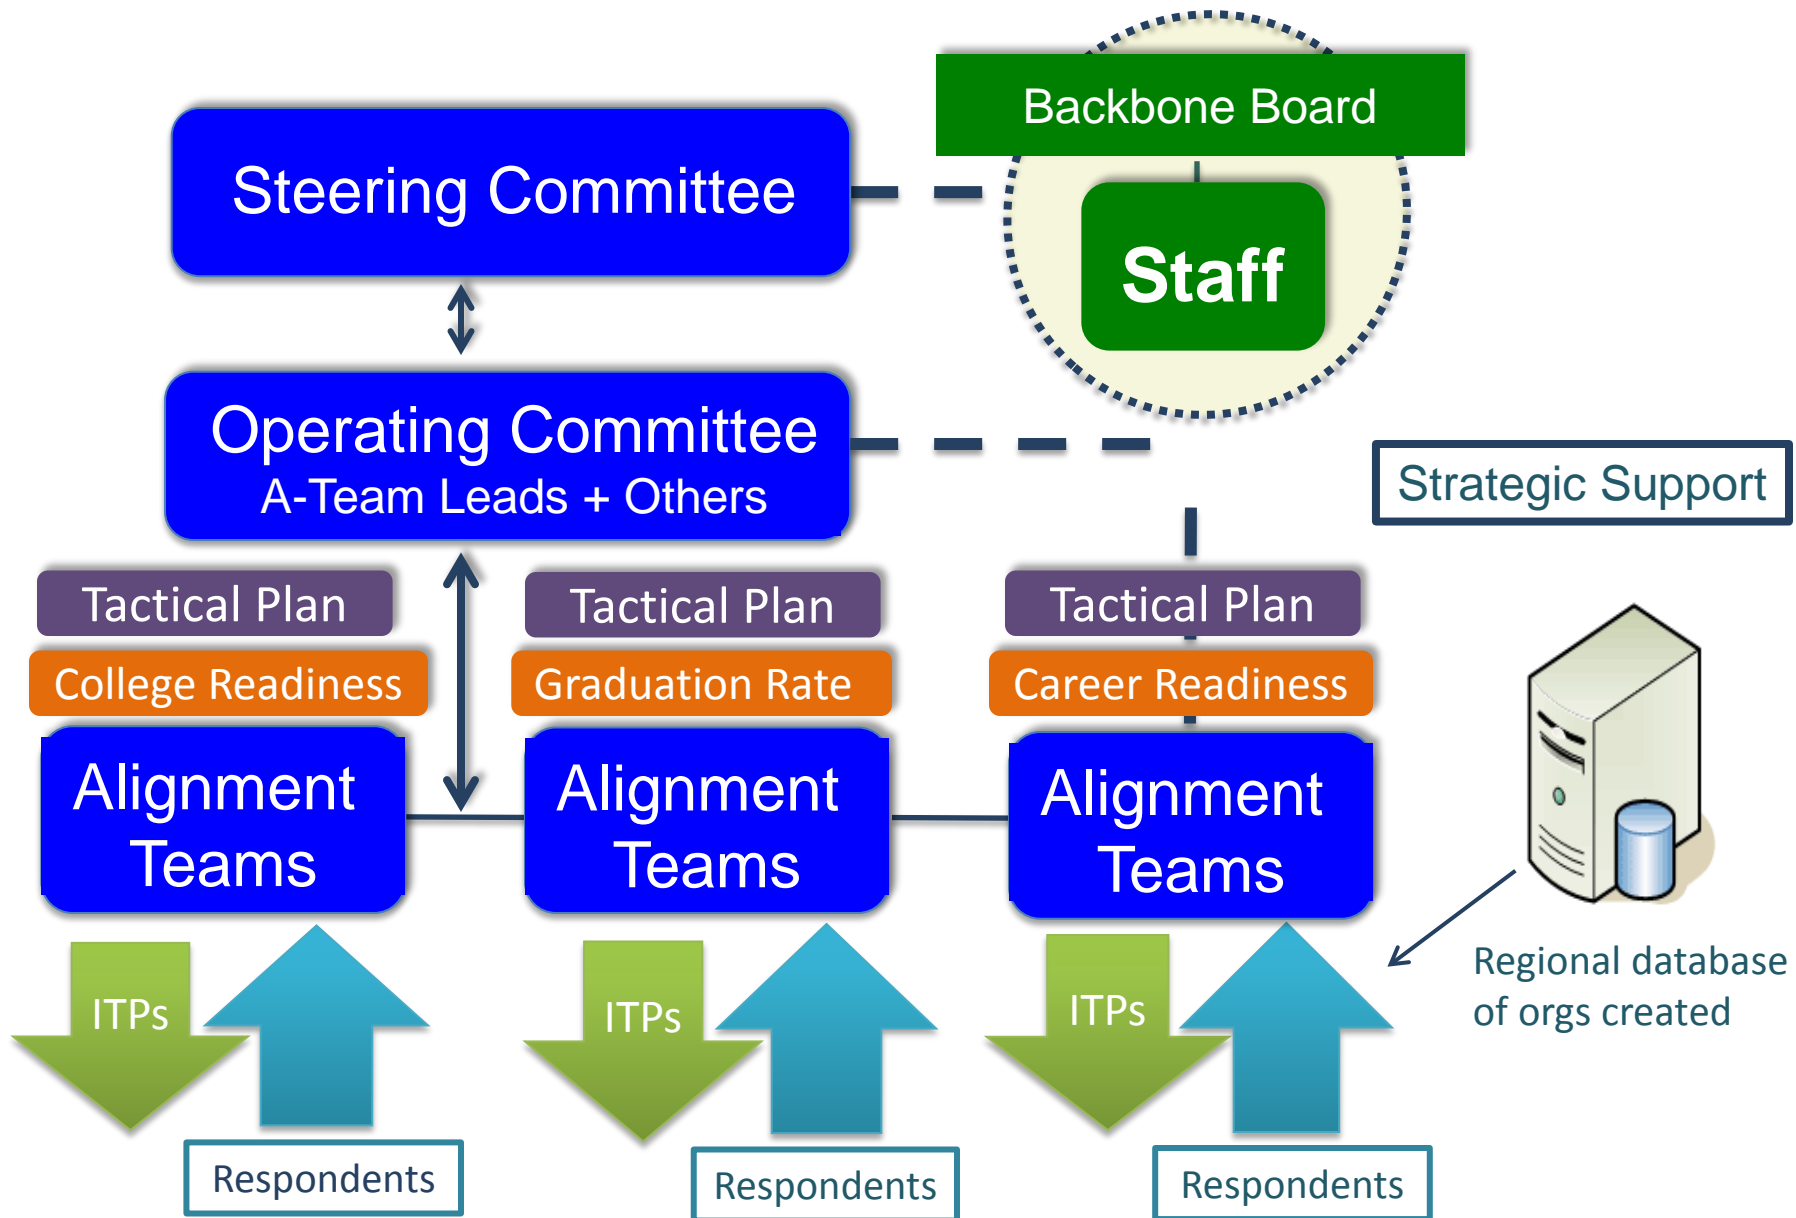 Backbone Board
Steering Committee
Staff
Operating Committee
A-Team Leads + Others
Strategic Support
Tactical Plan
Tactical Plan
Tactical Plan
College Readiness
Graduation Rate
Career Readiness
Alignment
Teams
Alignment
Teams
Alignment
Teams
Regional database
of orgs created
ITPs
ITPs
ITPs
Respondents
Respondents
Respondents